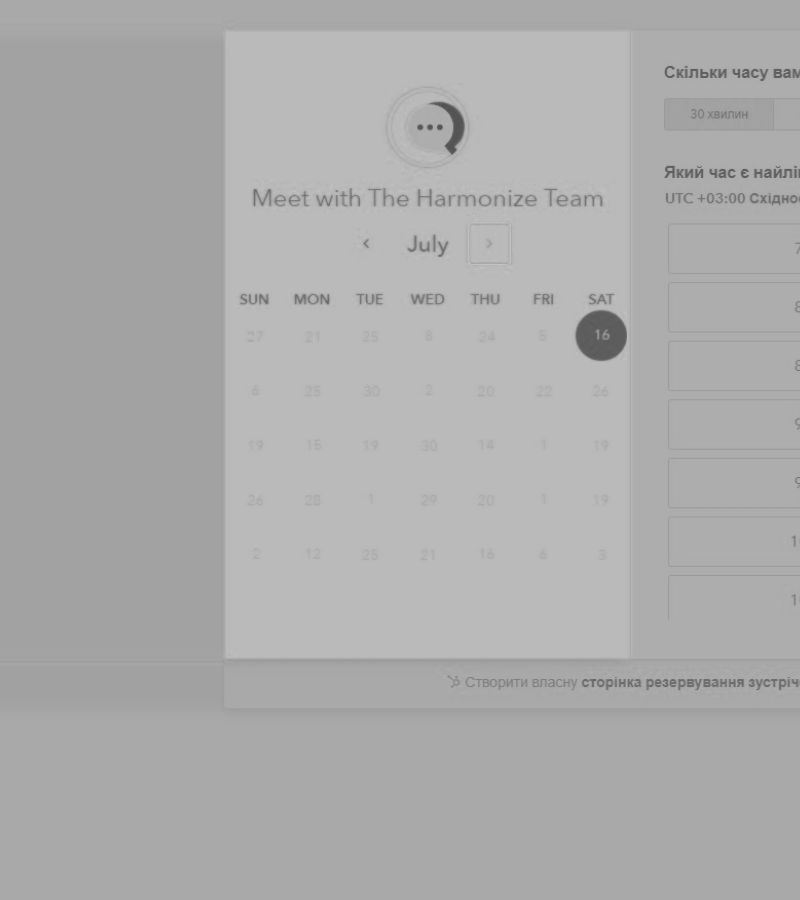 Meet with The Harmonize Team
July
SUN MON TUE WED THU FRI SAT
27 21 25 8 24 5 16
6 25 30 2 20 22 26
19 15 19 30 14 1 19
26 28 1 29 20 1 19
2 12 25 21 16 6 3
Скільки часу вам
30 хвилин
Який час є найлі
UTC +03:00 Східно
7
8
8
9
9
1
1
Створити власну сторінка резервування зустріч